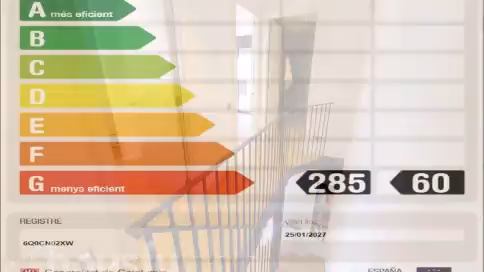 A més eficient
B
C
D
E
F
G menys eficient 285 60
REGISTRE
6Q0CN02XW
25/01/2027
ESPAÑA